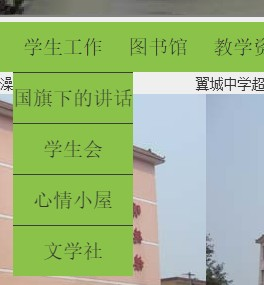 学生工作 图书馆 教学资
澡 翼城中学超
国旗下的讲话
学生会
心情小屋
文学社